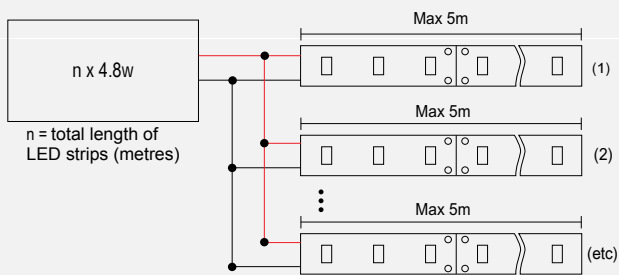 Max 5m
n x 4.8w
(1)
n = total length of
LED strips (metres)
Max 5m
(2)
Max 5m
(etc)